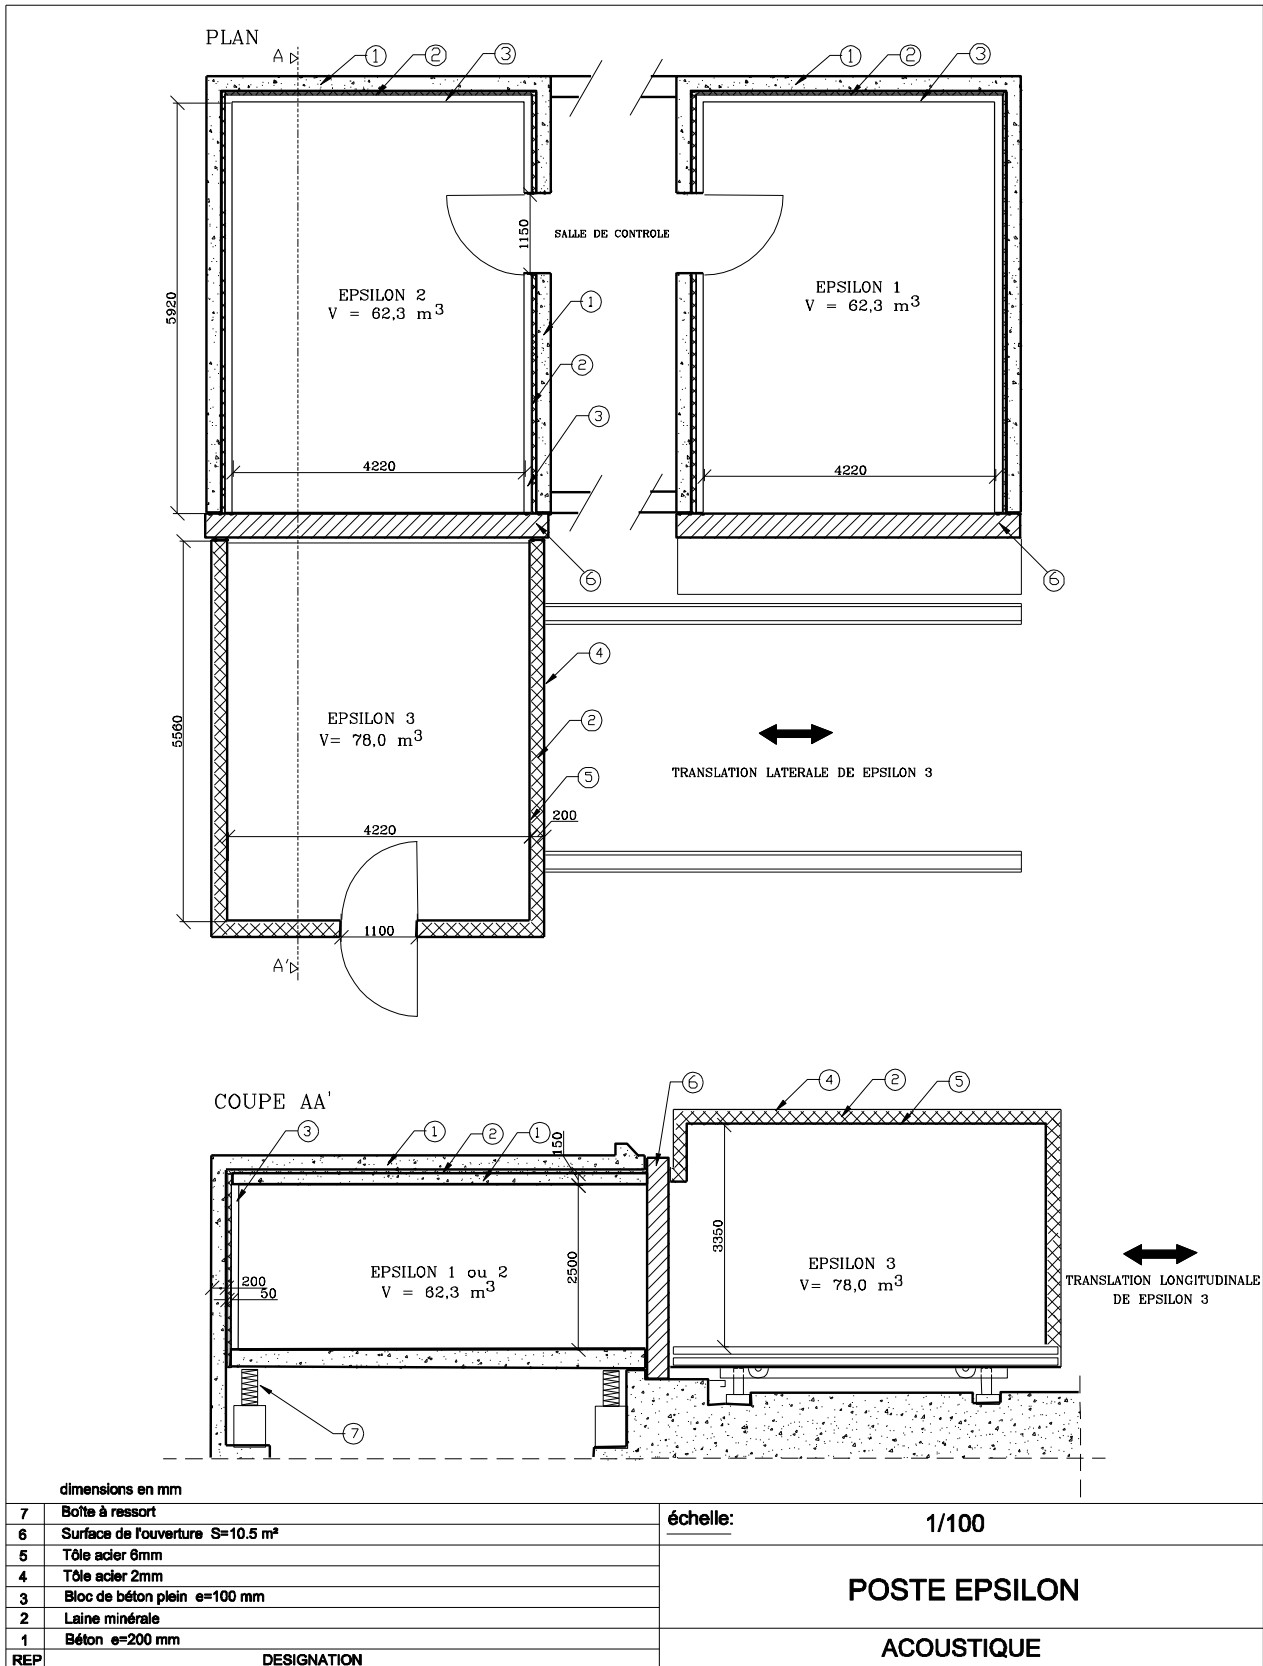 PLAN
A
1
2
3
1
2
3
5920
1150
SALLE DE CONTROLE
EPSILON 2
V = 62,3 m³
EPSILON 1
V = 62,3 m³
1
2
3
4220
4220
6
6
4
5560
EPSILON 3
V= 78,0 m³
2
TRANSLATION LATERALE DE EPSILON 3
5
200
4220
1100
A'
COUPE AA'
3
1
2
1
150
6
4
2
5
3350
2500
EPSILON 1 ou 2
V = 62,3 m³
200
50
EPSILON 3
V= 78,0 m³
TRANSLATION LONGITUDINALE
DE EPSILON 3
7
dimensions en mm
7 Boîte à ressort
6 Surface de l'ouverture S=10.5 m²
5 Tôle acier 6mm
4 Tôle acier 2mm
3 Bloc de béton plein e=100 mm
2 Laine minérale
1 Béton e=200 mm
REP DESIGNATION
échelle: 1/100
POSTE EPSILON
ACOUSTIQUE